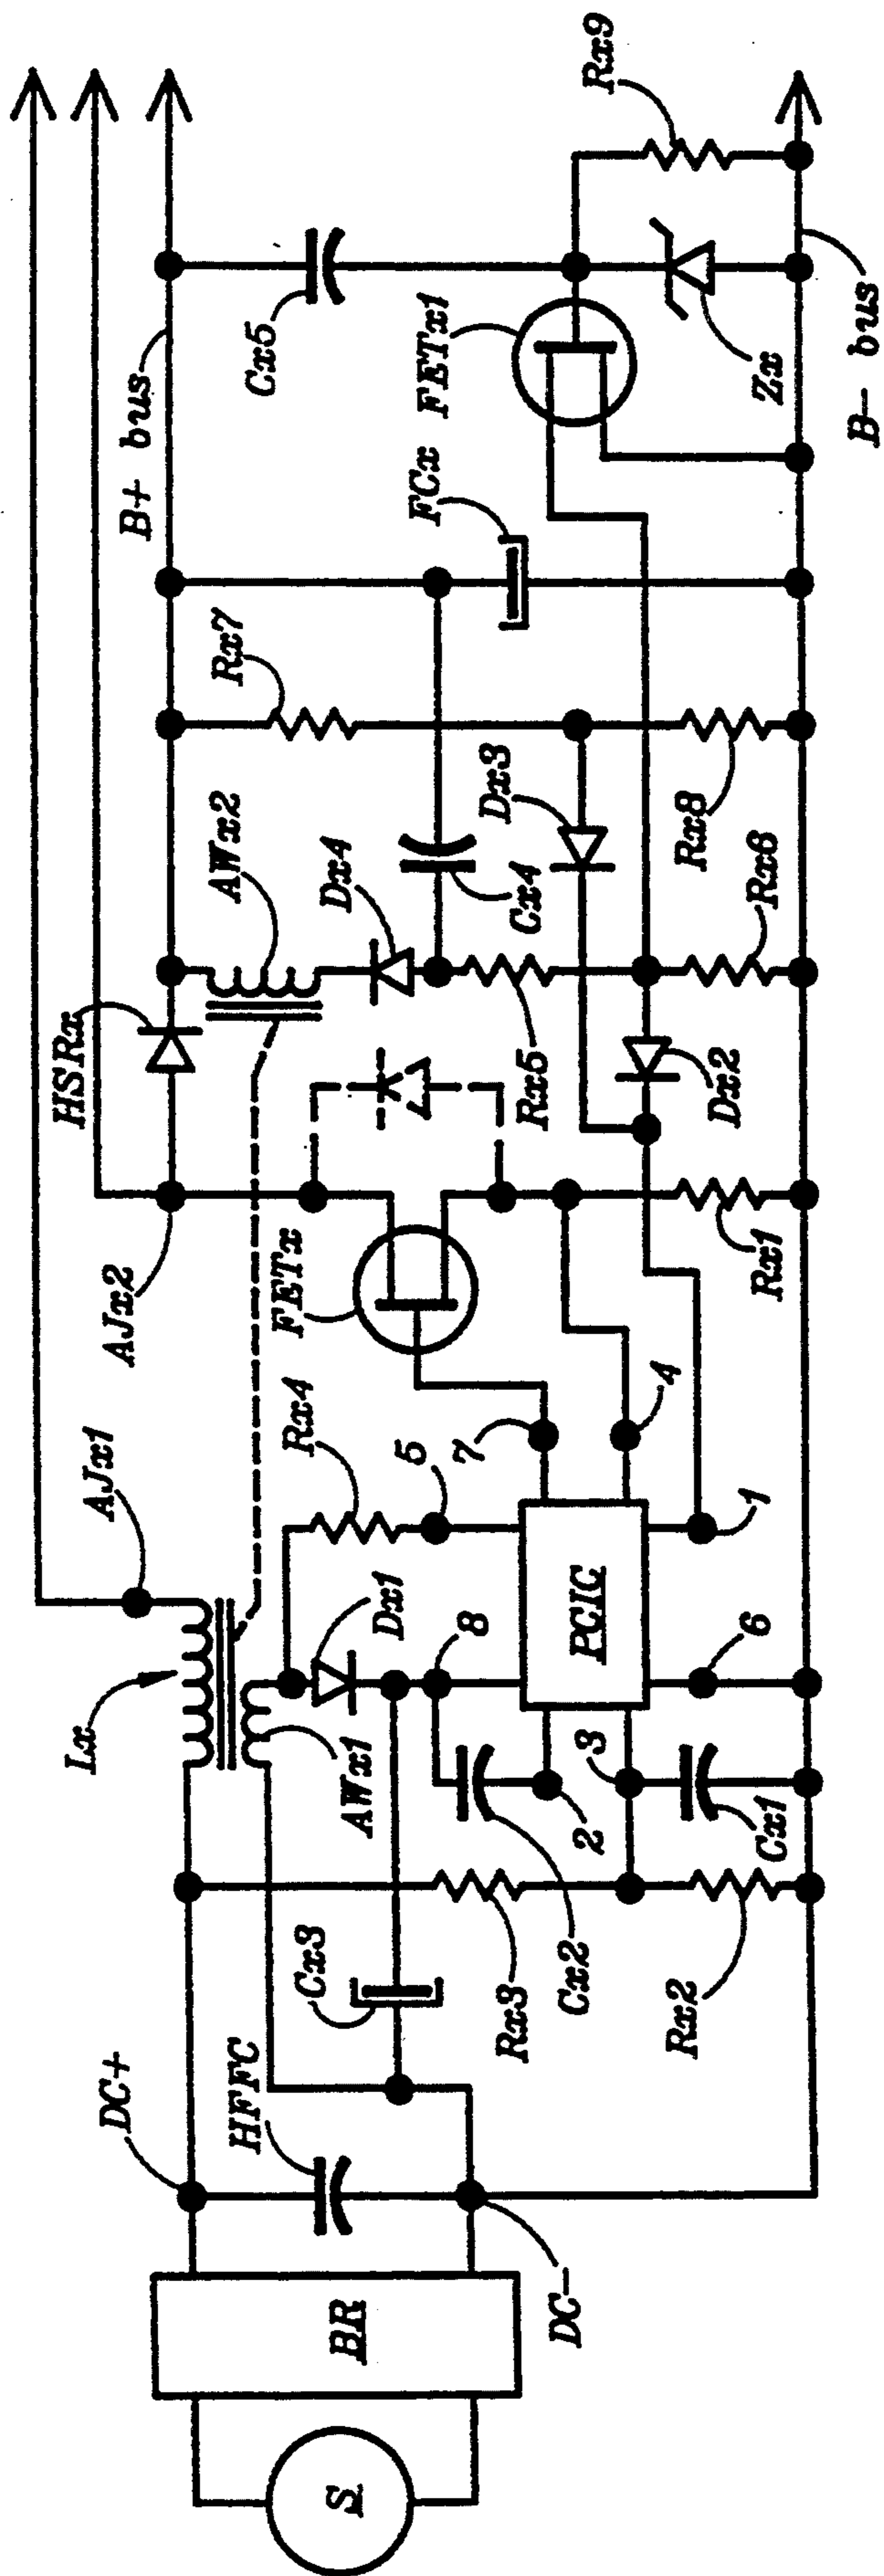 S
BR
DC+
HFFC
DC−
Cx3
Rx3
Cx2
Rx2
Lx
AWx1
Dx1
8
2
3
Cx1
PCIC
6
AJx1
Rx4
5
7
4
1
AJx2
FETx
HSRx
AWx2
Dx4
Rx5
Dx2
Rx1
Cx4
Dx3
Rx7
Rx8
Rx6
B+ bus
FCx
Cx5
FETx1
Rx9
Zx
B− bus